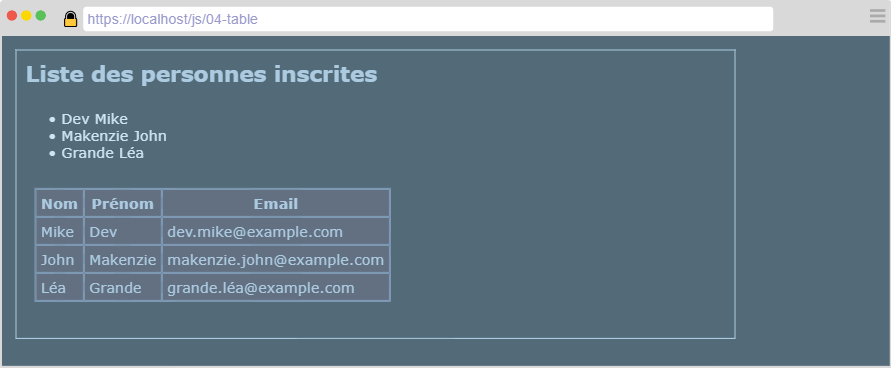 https://localhost/js/04-table
Liste des personnes inscrites
• Dev Mike
• Makenzie John
• Grande Léa
Nom Prénom Email
Mike Dev dev.mike@example.com
John Makenzie makenzie.john@example.com
Léa Grande grande.léa@example.com